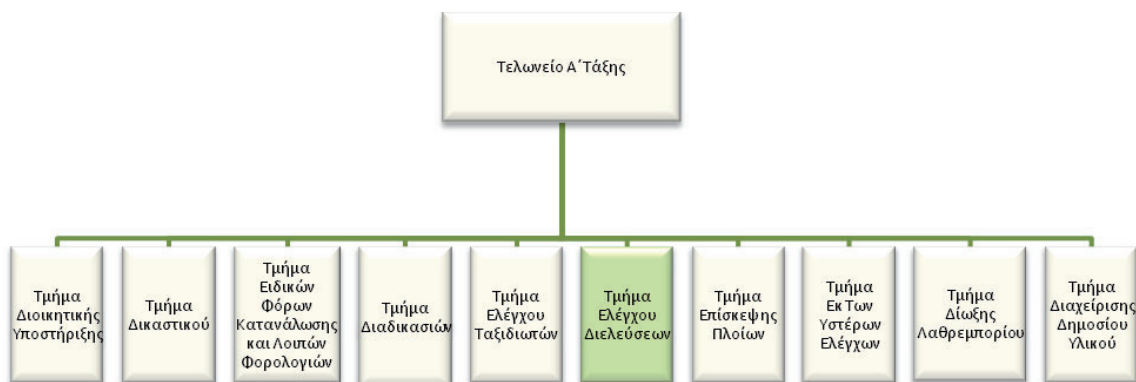 Τελωνείο Α΄Τάξης
Τμήμα
Διοικητικής
Υποστήριξης
Τμήμα
Δικαστικού
Τμήμα
Ειδικών
Φόρων
Κατανάλωσης
και Λοιπών
Φορολογιών
Τμήμα
Διαδικασιών
Τμήμα
Ελέγχου
Ταξιδιωτών
Τμήμα
Ελέγχου
Διελεύσεων
Τμήμα
Επίσκεψης
Πλοίων
Τμήμα
Εκ Των
Υστέρων
Ελέγχων
Τμήμα
Δίωξης
Λαθρεμπορίου
Τμήμα
Διαχείρισης
Δημοσίου
Υλικού